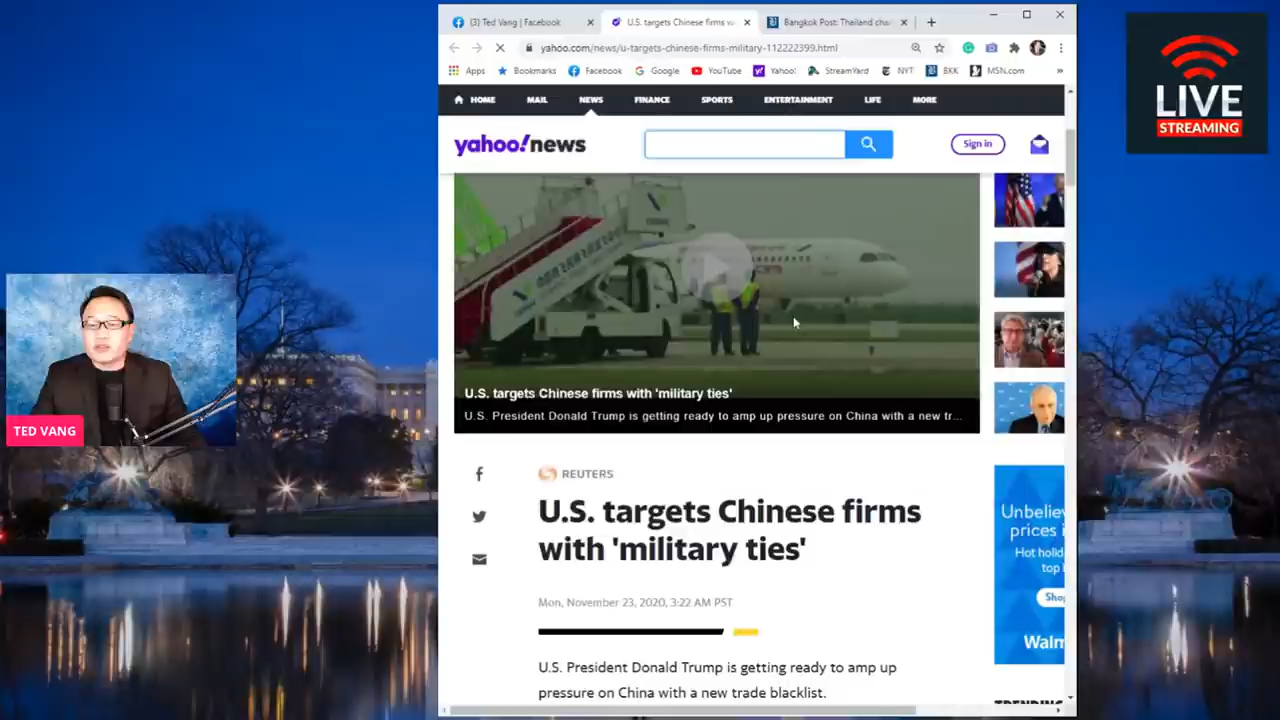 (3) Ted Vang | Facebook
U.S. targets Chinese firms w
Bangkok Post: Thailand
yahoo.com/news/u-targets-chinese-firms-military-112222399.html
Apps Bookmarks Facebook Google YouTube Yahoo! StreamYard NYT BKK MSN.com »
HOME MAIL NEWS FINANCE SPORTS ENTERTAINMENT LIFE MORE
yahoo!news
Sign in
LIVE
STREAMING
U.S. targets Chinese firms with 'military ties'
U.S. President Donald Trump is getting ready to amp up pressure on China with a new tr...
TED VANG
REUTERS
U.S. targets Chinese firms
with 'military ties'
Mon, November 23, 2020, 3:22 AM PST
U.S. President Donald Trump is getting ready to amp up
pressure on China with a new trade blacklist.
Unbeliev
prices i
Hot holid
top
Sho
Walm
TRENDING